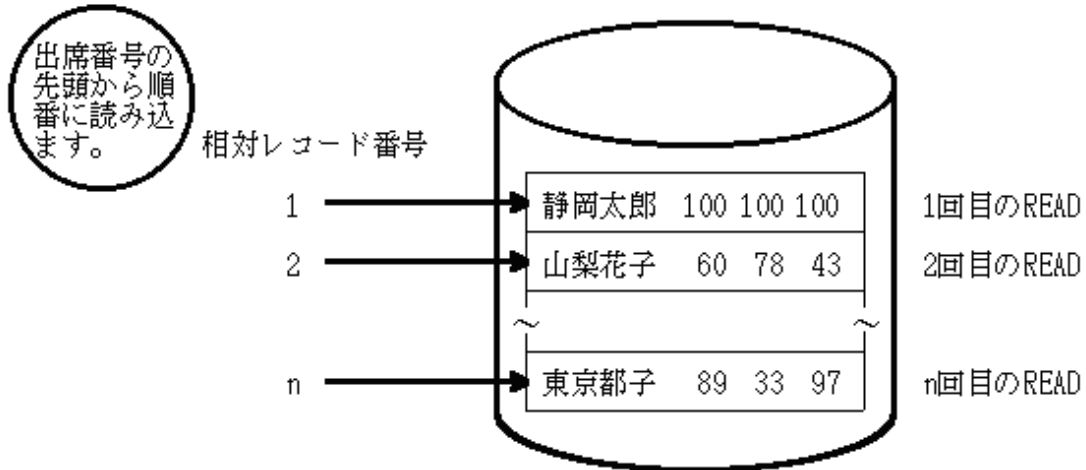 出席番号の
先頭から順
番に読み込
ます。
相対レコード番号
1 静岡太郎 100 100 100 1回目のREAD
2 山梨花子 60 78 43 2回目のREAD
～ ～
n 東京都子 89 33 97 n回目のREAD